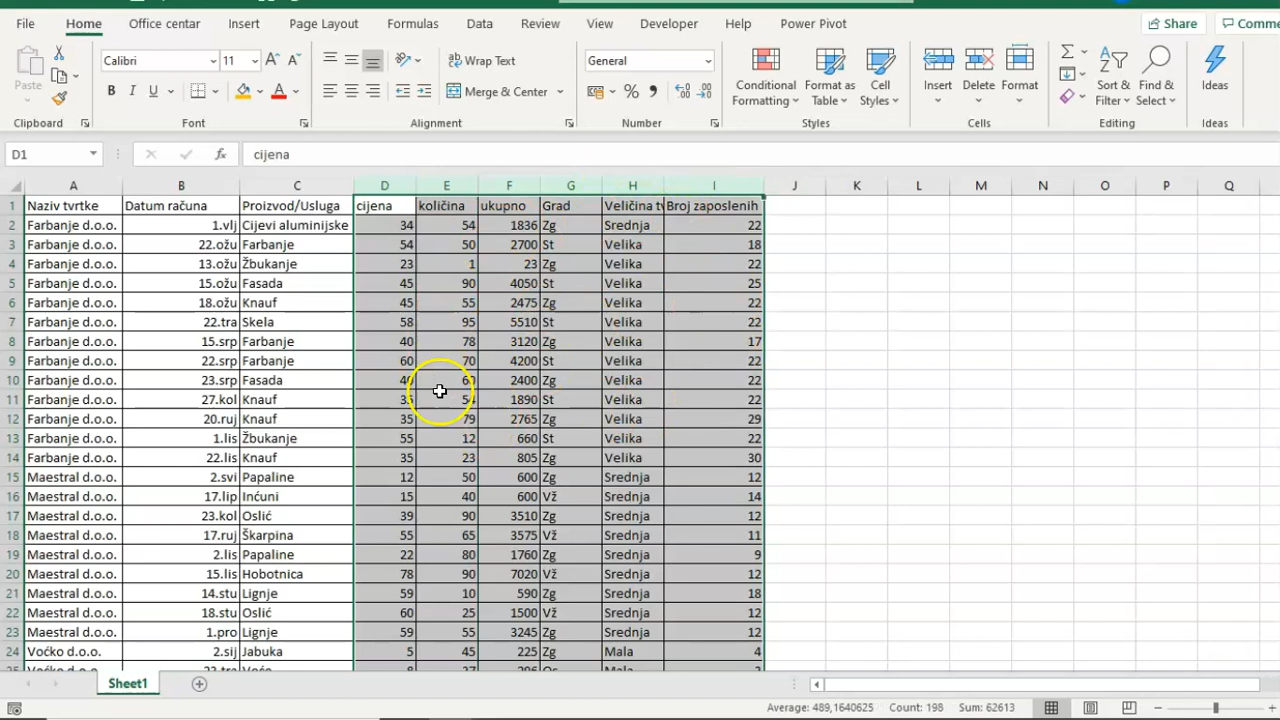 File Home Office centar Insert Page Layout Formulas Data Review View Developer Help Power Pivot Share Comme
Calibri 11 Wrap Text General
Paste B I U Merge & Center % Conditional Formatting Format as Table Cell Styles Insert Delete Format Sort & Filter Find & Select Ideas
Clipboard Font Alignment Number Styles Cells Editing Ideas
D1 fx cijena
A B C D E F G H I J K L M N O P Q
1 Naziv tvrtke Datum računa Proizvod/Usluga cijena količina ukupno Grad Veličina tv Broj zaposlenih
2 Farbanje d.o.o. 1.vlj Cijevi aluminijske 34 54 1836 Zg Srednja 22
3 Farbanje d.o.o. 22.ožu Farbanje 54 50 2700 St Velika 18
4 Farbanje d.o.o. 13.ožu Žbukanje 23 1 23 Zg Velika 22
5 Farbanje d.o.o. 15.ožu Fasada 45 90 4050 St Velika 25
6 Farbanje d.o.o. 18.ožu Knauf 45 55 2475 Zg Velika 22
7 Farbanje d.o.o. 22.tra Skela 58 95 5510 St Velika 22
8 Farbanje d.o.o. 15.srp Farbanje 40 78 3120 Zg Velika 17
9 Farbanje d.o.o. 22.srp Farbanje 60 70 4200 St Velika 22
10 Farbanje d.o.o. 23.srp Fasada 40 60 2400 Zg Velika 22
11 Farbanje d.o.o. 27.kol Knauf 35 54 1890 St Velika 22
12 Farbanje d.o.o. 20.ruj Knauf 35 79 2765 Zg Velika 29
13 Farbanje d.o.o. 1.lis Žbukanje 55 12 660 St Velika 22
14 Farbanje d.o.o. 22.lis Knauf 35 23 805 Zg Velika 30
15 Maestral d.o.o. 2.svi Papaline 12 50 600 Zg Srednja 12
16 Maestral d.o.o. 17.lip Inćuni 15 40 600 Vž Srednja 14
17 Maestral d.o.o. 23.kol Oslić 39 90 3510 Zg Srednja 12
18 Maestral d.o.o. 17.ruj Škarpina 55 65 3575 Vž Srednja 11
19 Maestral d.o.o. 2.lis Papaline 22 80 1760 Zg Srednja 9
20 Maestral d.o.o. 15.lis Hobotnica 78 90 7020 Vž Srednja 12
21 Maestral d.o.o. 14.stu Lignje 59 10 590 Zg Srednja 18
22 Maestral d.o.o. 18.stu Oslić 60 25 1500 Vž Srednja 12
23 Maestral d.o.o. 1.pro Lignje 59 55 3245 Zg Srednja 12
24 Voćko d.o.o. 2.sij Jabuka 5 45 225 Zg Mala 4
Sheet1
Average: 489,1640625 Count: 198 Sum: 62613